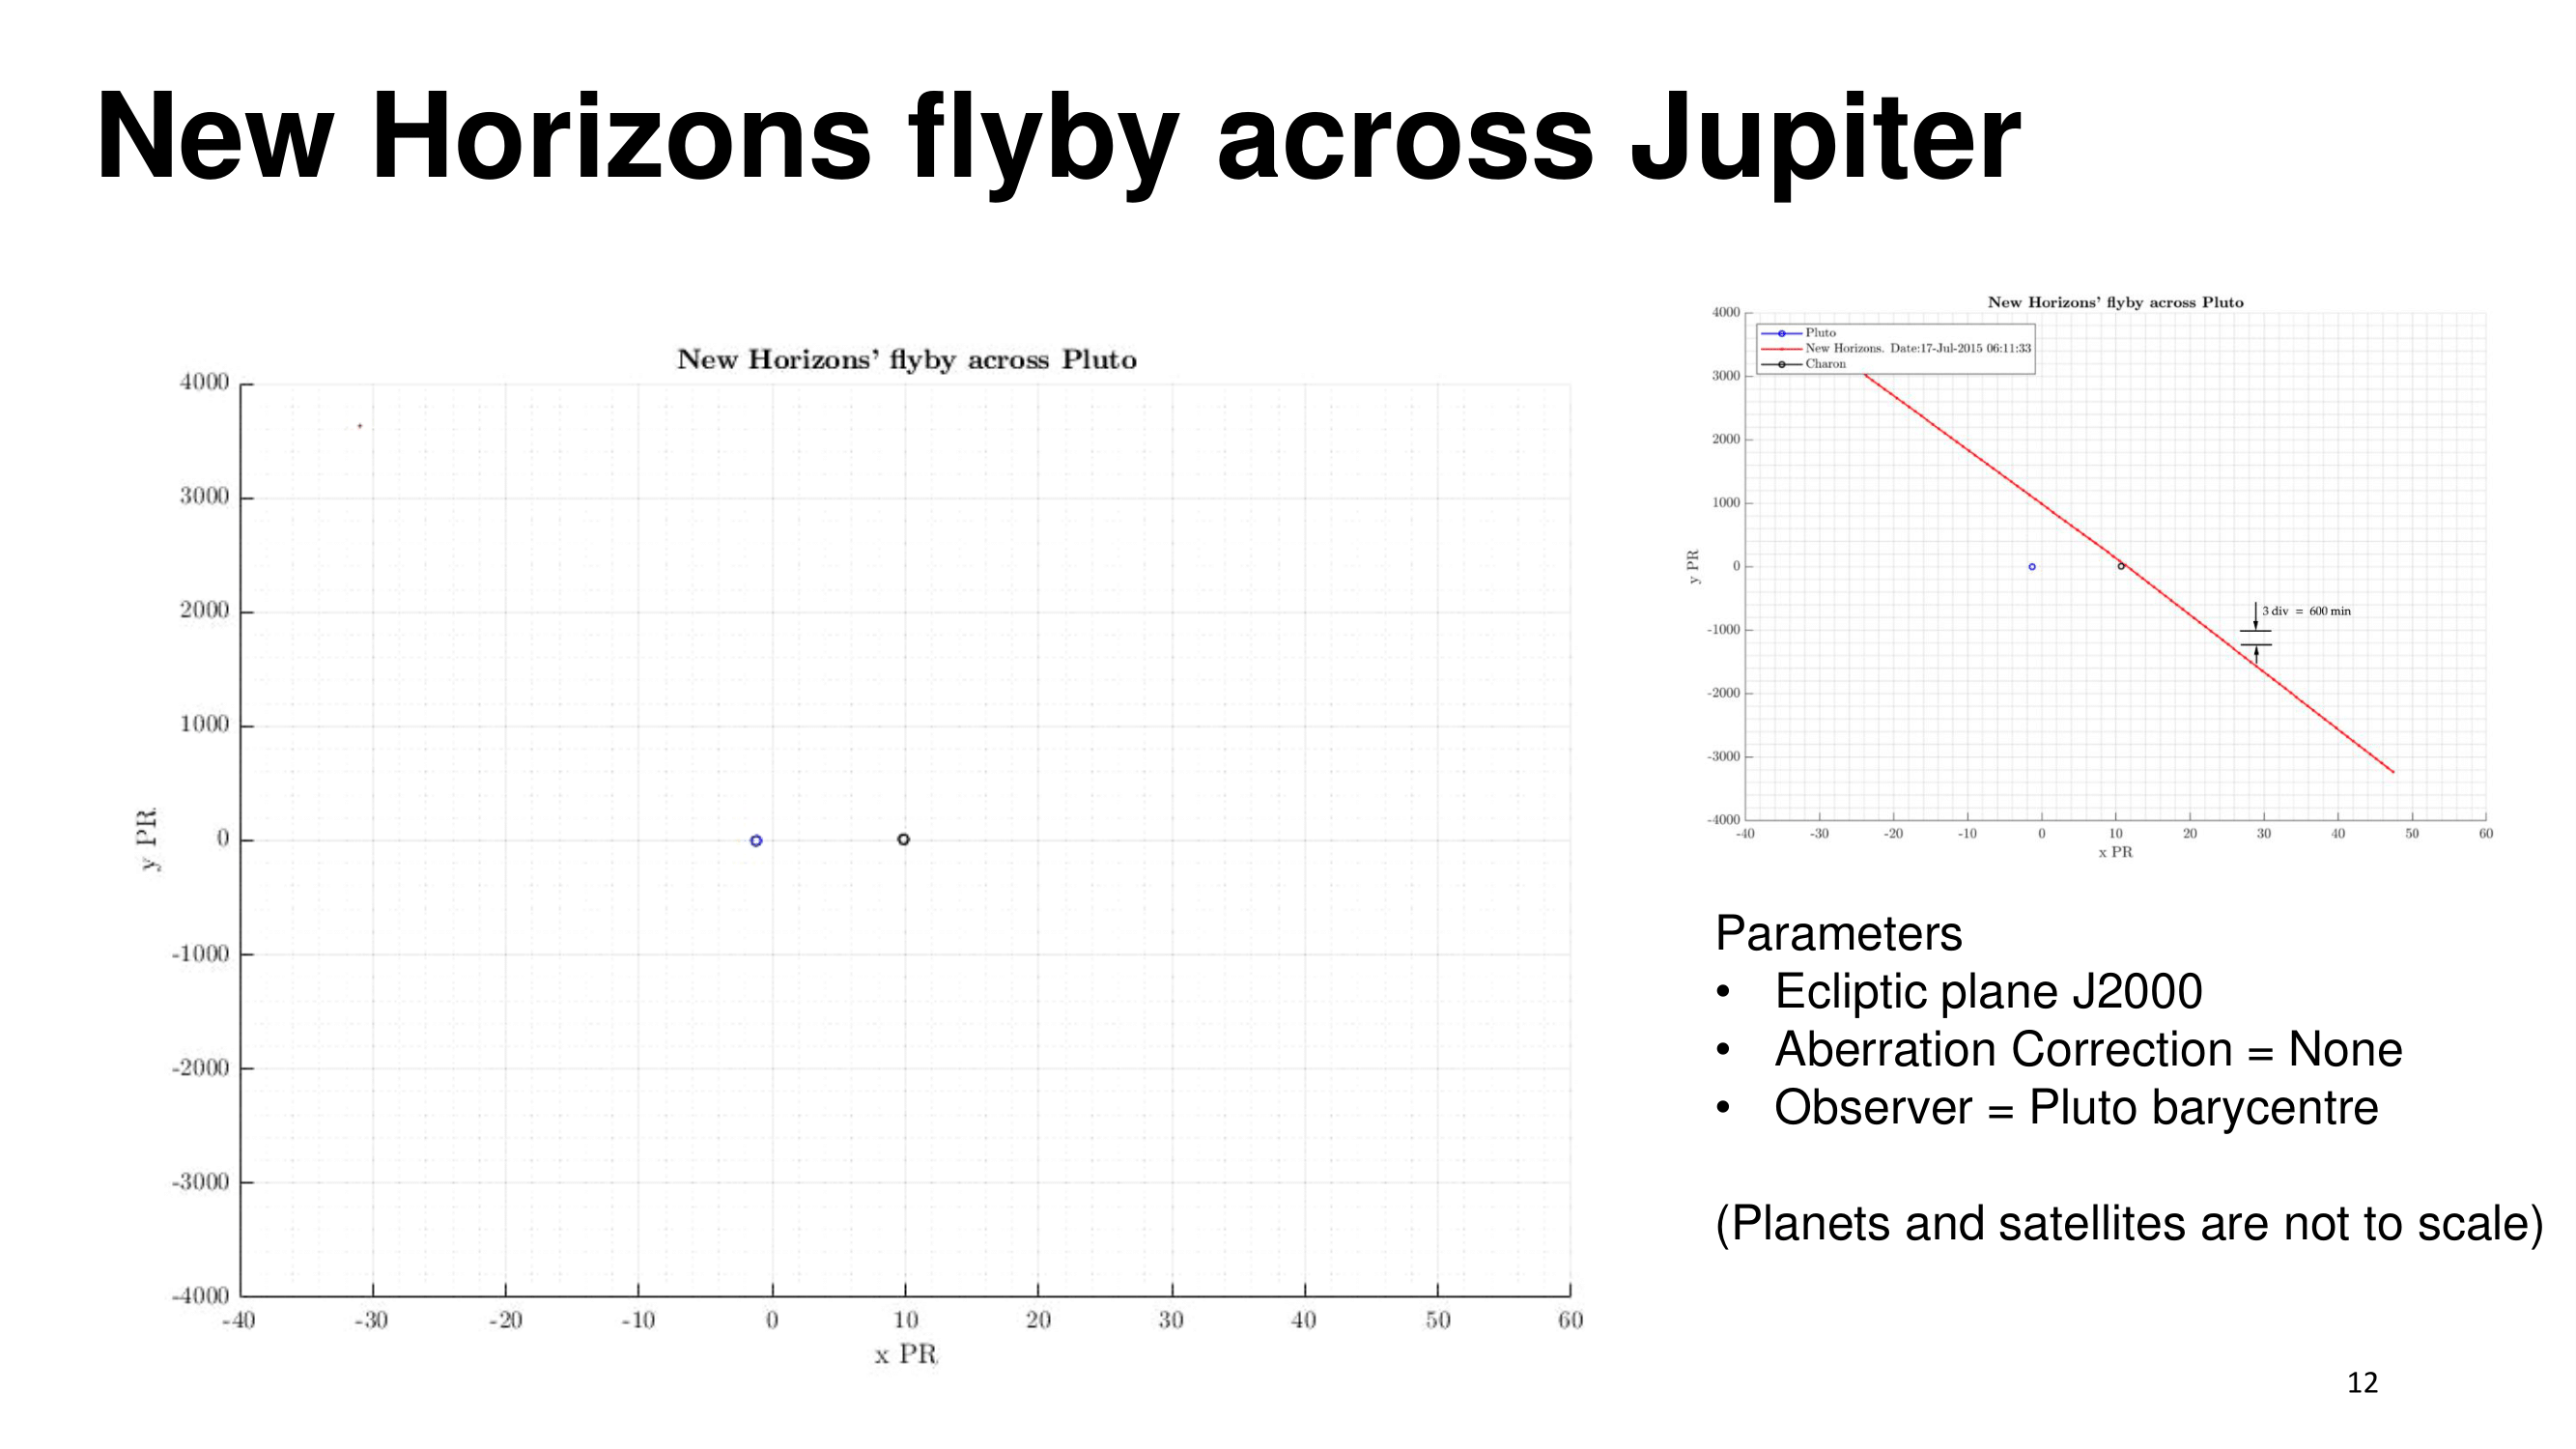 New Horizons flyby across Jupiter
New Horizons' flyby across Pluto
4000
3000
2000
1000
0
-1000
-2000
-3000
-4000
-40 -30 -20 -10 0 10 20 30 40 50 60
x PR
y PR
New Horizons' flyby across Pluto
Pluto
New Horizons. Date:17-Jul-2015 06:11:33
Charon
4000
3000
2000
1000
0
-1000
-2000
-3000
-4000
3 div = 600 min
-40 -30 -20 -10 0 10 20 30 40 50 60
x PR
y PR
Parameters
• Ecliptic plane J2000
• Aberration Correction = None
• Observer = Pluto barycentre
(Planets and satellites are not to scale)
12